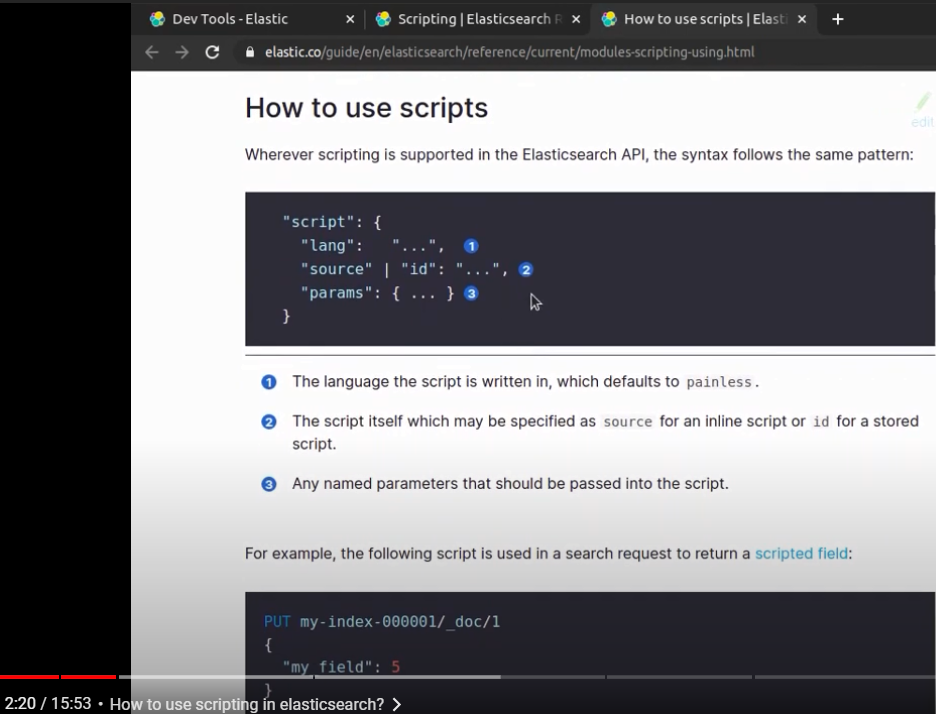 Dev Tools - Elastic
Scripting | Elasticsearch R
How to use scripts | Elasti
elastic.co/guide/en/elasticsearch/reference/current/modules-scripting-using.html
How to use scripts
edit
Wherever scripting is supported in the Elasticsearch API, the syntax follows the same pattern:
"script": {
"lang": "...", 1
"source" | "id": "...", 2
"params": { ... } 3
}
1 The language the script is written in, which defaults to painless.
2 The script itself which may be specified as source for an inline script or id for a stored
script.
3 Any named parameters that should be passed into the script.
For example, the following script is used in a search request to return a scripted field:
PUT my-index-000001/_doc/1
{
"my_field": 5
}
2:20 / 15:53 • How to use scripting in elasticsearch?